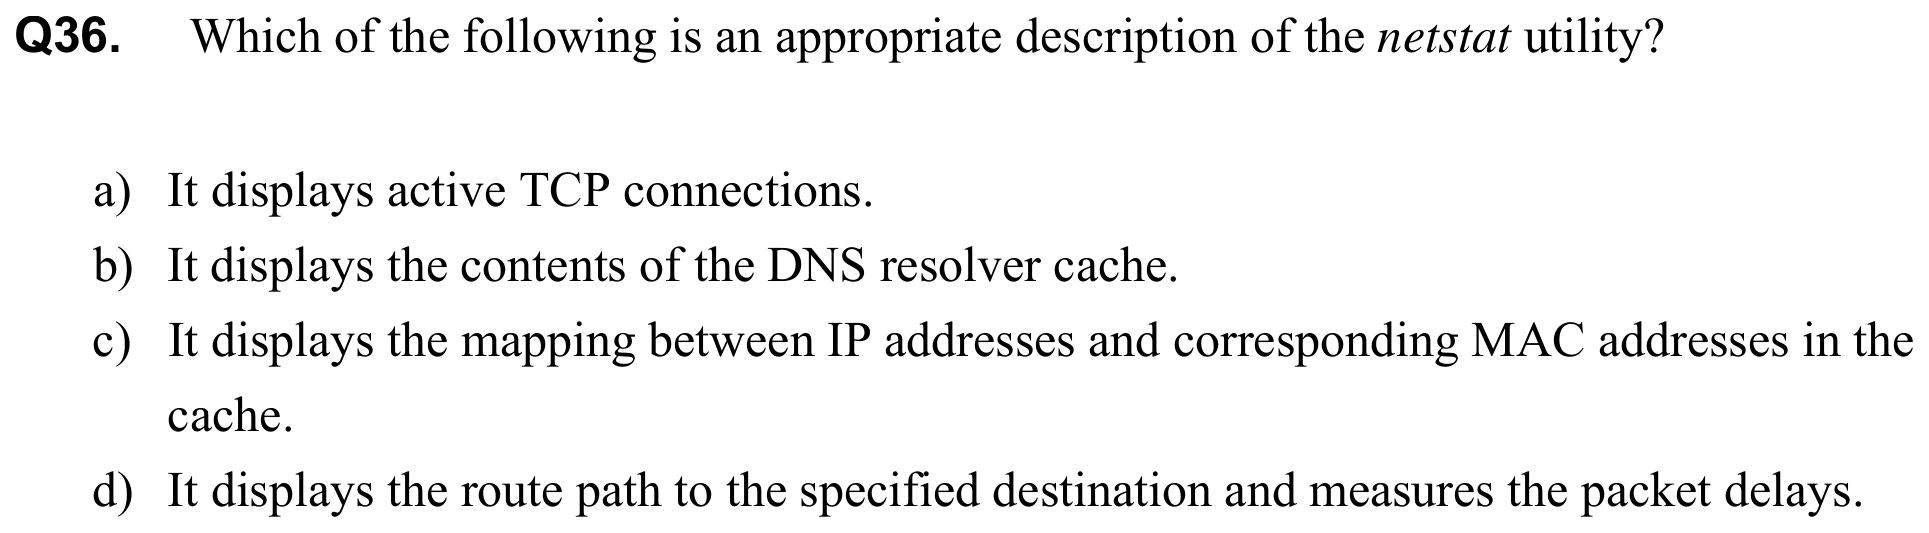 Q36. Which of the following is an appropriate description of the netstat utility?
a) It displays active TCP connections.
b) It displays the contents of the DNS resolver cache.
c) It displays the mapping between IP addresses and corresponding MAC addresses in the
cache.
d) It displays the route path to the specified destination and measures the packet delays.